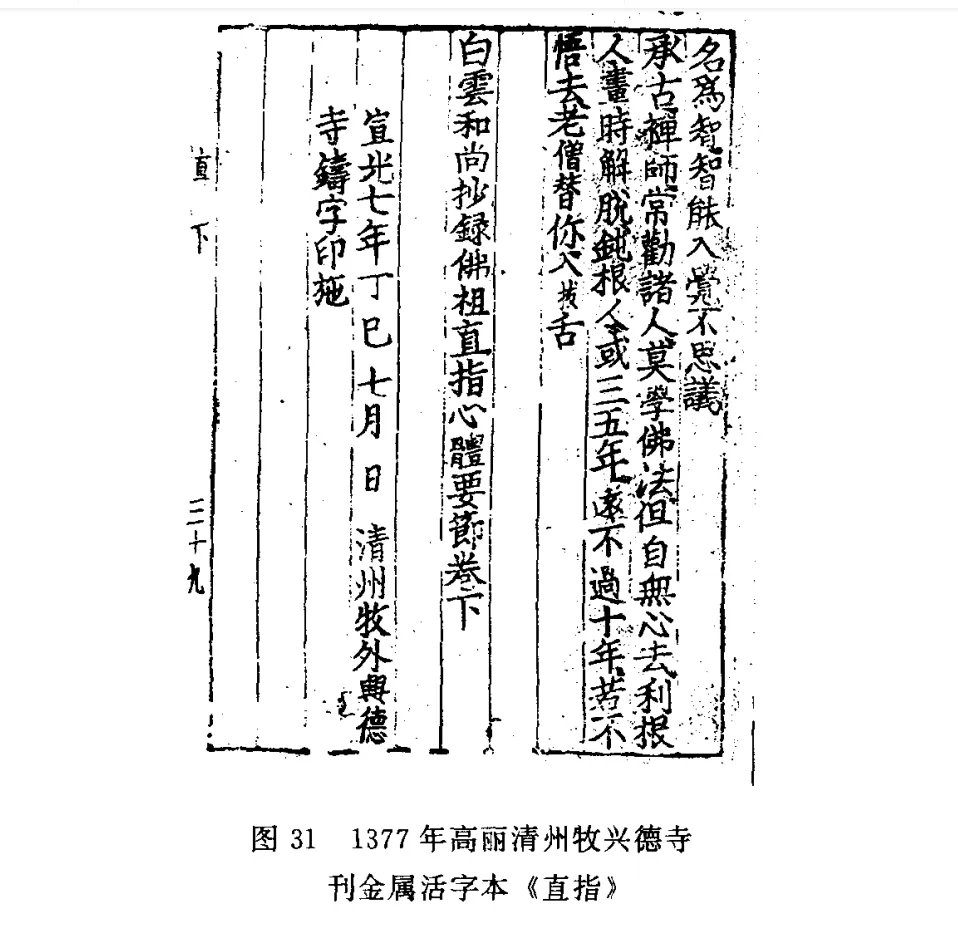 名爲智智能入覺不思議
承古禪師常勸諸人莫學佛法但自無心去利根
人晝時解脫鈍根人或三五年遠不過十年若不
悟去老僧替你入拔舌
白雲和尚抄錄佛祖直指心體要節卷下
宣光七年丁巳七月 日 清州牧外興德
寺鑄字印施
直下 三十九
图 31 1377 年高丽清州牧兴德寺
刊金属活字本《直指》